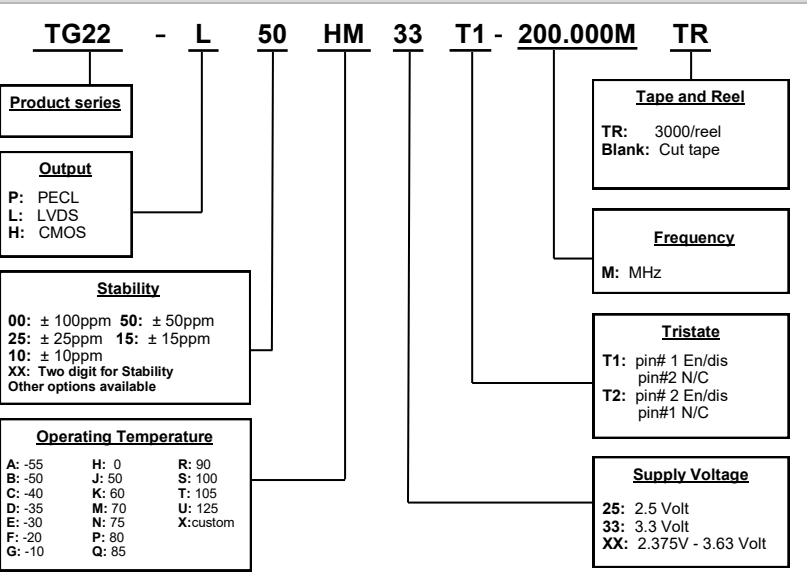 TG22 - L 50 HM 33 T1 - 200.000M TR
Product series
Output
P: PECL
L: LVDS
H: CMOS
Stability
00: ± 100ppm 50: ± 50ppm
25: ± 25ppm 15: ± 15ppm
10: ± 10ppm
XX: Two digit for Stability
Other options available
Operating Temperature
A: -55 H: 0 R: 90
B: -50 J: 50 S: 100
C: -40 K: 60 T: 105
D: -35 M: 70 U: 125
E: -30 N: 75 X:custom
F: -20 P: 80
G: -10 Q: 85
Tape and Reel
TR: 3000/reel
Blank: Cut tape
Frequency
M: MHz
Tristate
T1: pin# 1 En/dis
pin#2 N/C
T2: pin# 2 En/dis
pin#1 N/C
Supply Voltage
25: 2.5 Volt
33: 3.3 Volt
XX: 2.375V - 3.63 Volt